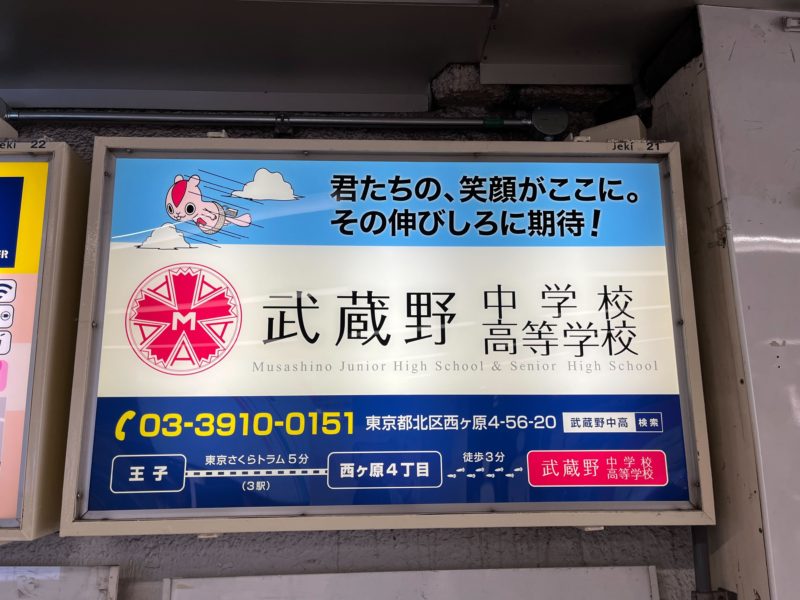 22
Jeki 21
君たちの、笑顔がここに。
その伸びしろに期待！
M
A
A
A
A
A
武蔵野 中学校
高等学校
Musashino Junior High School & Senior High School
03-3910-0151 東京都北区西ヶ原4-56-20 武蔵野中高 検索
王子 東京さくらトラム5分 (3駅) 西ヶ原4丁目 徒歩3分 武蔵野 中学校 高等学校